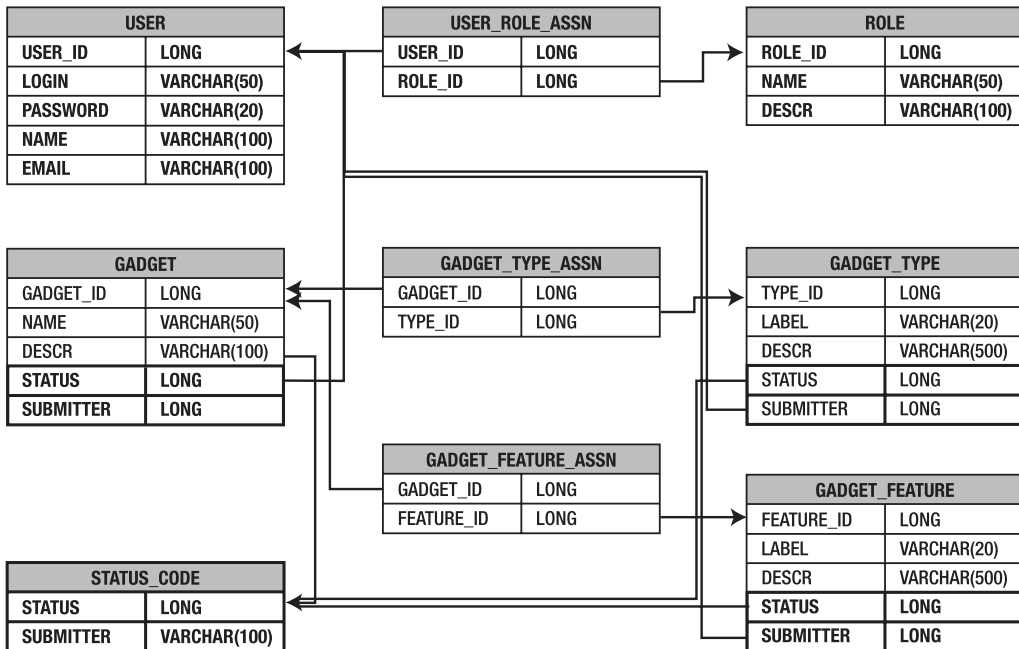 USER
USER_ID LONG
LOGIN VARCHAR(50)
PASSWORD VARCHAR(20)
NAME VARCHAR(100)
EMAIL VARCHAR(100)
USER_ROLE_ASSN
USER_ID LONG
ROLE_ID LONG
ROLE
ROLE_ID LONG
NAME VARCHAR(50)
DESCR VARCHAR(100)
GADGET
GADGET_ID LONG
NAME VARCHAR(50)
DESCR VARCHAR(100)
STATUS LONG
SUBMITTER LONG
GADGET_TYPE_ASSN
GADGET_ID LONG
TYPE_ID LONG
GADGET_TYPE
TYPE_ID LONG
LABEL VARCHAR(20)
DESCR VARCHAR(500)
STATUS LONG
SUBMITTER LONG
GADGET_FEATURE_ASSN
GADGET_ID LONG
FEATURE_ID LONG
GADGET_FEATURE
FEATURE_ID LONG
LABEL VARCHAR(20)
DESCR VARCHAR(500)
STATUS LONG
SUBMITTER LONG
STATUS_CODE
STATUS LONG
SUBMITTER VARCHAR(100)